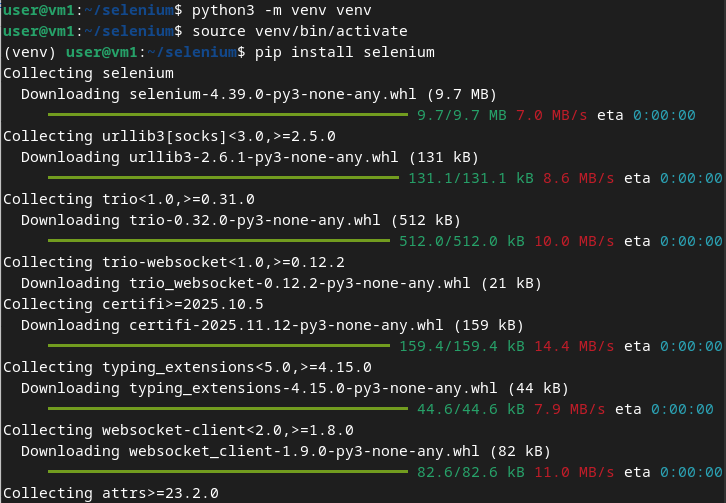 user@vm1:~/selenium$ python3 -m venv venv
user@vm1:~/selenium$ source venv/bin/activate
(venv) user@vm1:~/selenium$ pip install selenium
Collecting selenium
  Downloading selenium-4.39.0-py3-none-any.whl (9.7 MB)
9.7/9.7 MB 7.0 MB/s eta 0:00:00
Collecting urllib3[socks]<3.0,>=2.5.0
  Downloading urllib3-2.6.1-py3-none-any.whl (131 kB)
131.1/131.1 kB 8.6 MB/s eta 0:00:00
Collecting trio<1.0,>=0.31.0
  Downloading trio-0.32.0-py3-none-any.whl (512 kB)
512.0/512.0 kB 10.0 MB/s eta 0:00:00
Collecting trio-websocket<1.0,>=0.12.2
  Downloading trio_websocket-0.12.2-py3-none-any.whl (21 kB)
Collecting certifi>=2025.10.5
  Downloading certifi-2025.11.12-py3-none-any.whl (159 kB)
159.4/159.4 kB 14.4 MB/s eta 0:00:00
Collecting typing_extensions<5.0,>=4.15.0
  Downloading typing_extensions-4.15.0-py3-none-any.whl (44 kB)
44.6/44.6 kB 7.9 MB/s eta 0:00:00
Collecting websocket-client<2.0,>=1.8.0
  Downloading websocket_client-1.9.0-py3-none-any.whl (82 kB)
82.6/82.6 kB 11.0 MB/s eta 0:00:00
Collecting attrs>=23.2.0